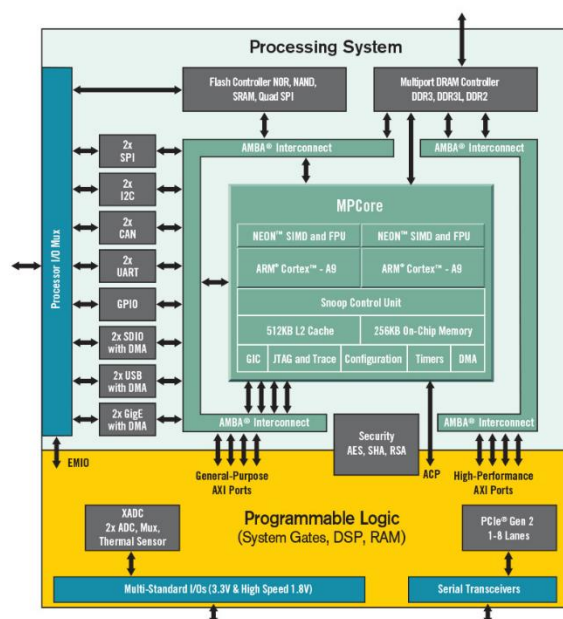 Processing System
Flash Controller NOR, NAND,
SRAM, Quad SPI
Multiport DRAM Controller
DDR3, DDR3L, DDR2
Processor I/O Mux
2x
SPI
2x
I2C
2x
CAN
2x
UART
GPIO
2x SDIO
with DMA
2x USB
with DMA
2x GigE
with DMA
AMBA® Interconnect
AMBA® Interconnect
MPCore
NEON™ SIMD and FPU
NEON™ SIMD and FPU
ARM® Cortex™ - A9
ARM® Cortex™ - A9
Snoop Control Unit
512KB L2 Cache
256KB On-Chip Memory
GIC
JTAG and Trace
Configuration
Timers
DMA
AMBA® Interconnect
AMBA® Interconnect
Security
AES, SHA, RSA
EMIO
General-Purpose
AXI Ports
ACP
High-Performance
AXI Ports
Programmable Logic
(System Gates, DSP, RAM)
XADC
2x ADC, Mux,
Thermal Sensor
PCIe® Gen 2
1-8 Lanes
Multi-Standard I/Os (3.3V & High Speed 1.8V)
Serial Transceivers